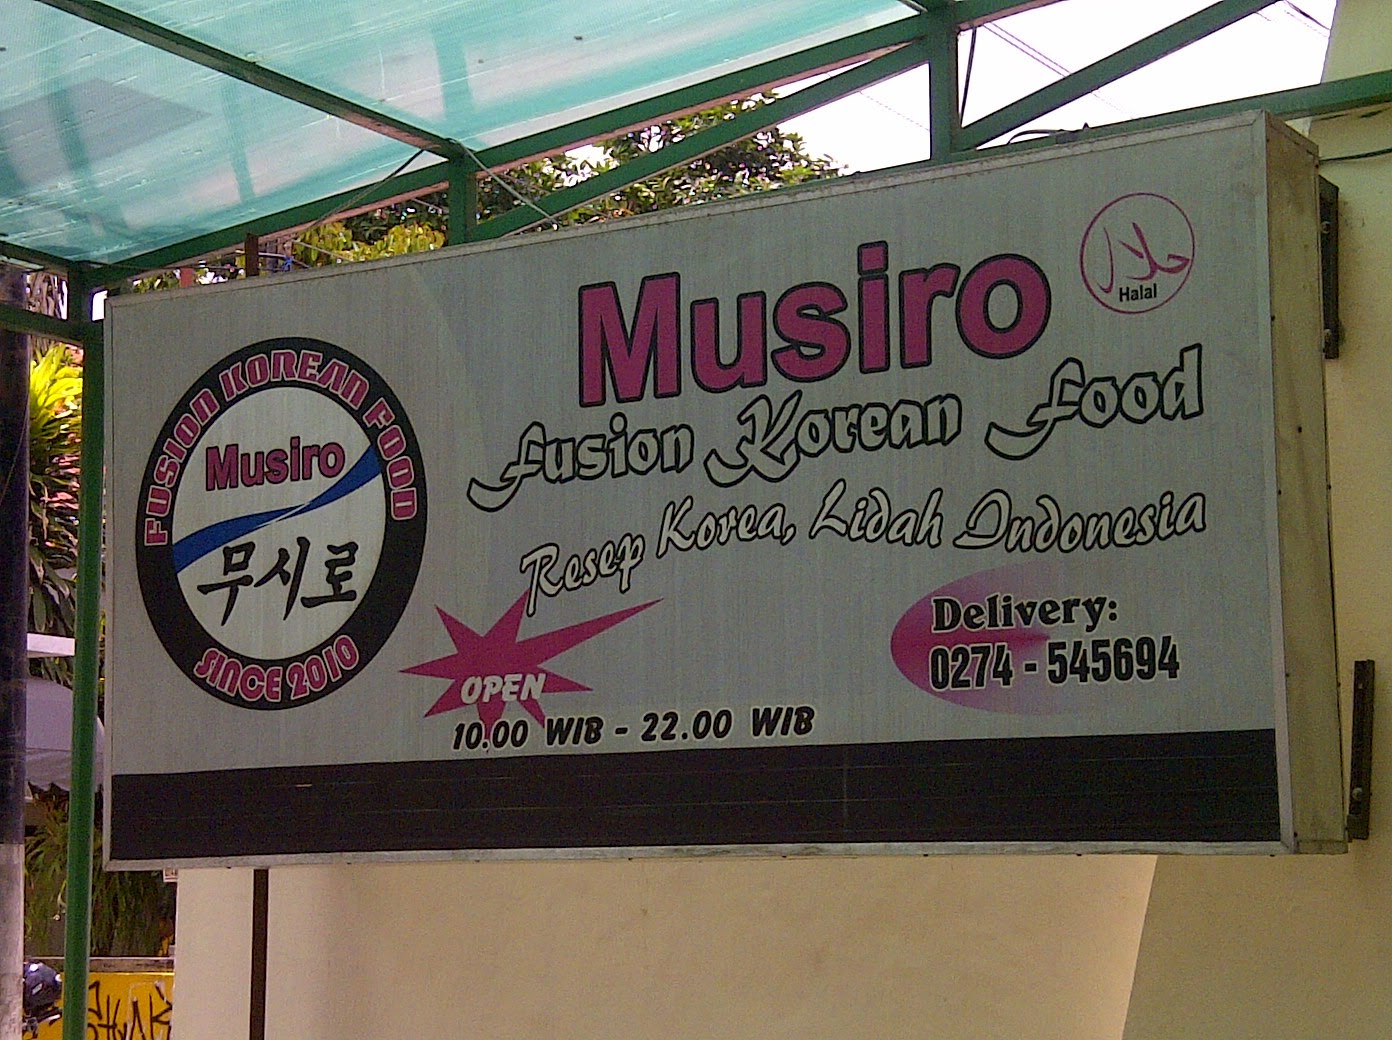 FUSION KOREAN FOOD
Musiro
무시로
SINCE 2010
Musiro
حلال
Halal
Fusion Korean Food
Resep Korea, Lidah Indonesia
OPEN
10.00 WIB - 22.00 WIB
Delivery:
0274 - 545694